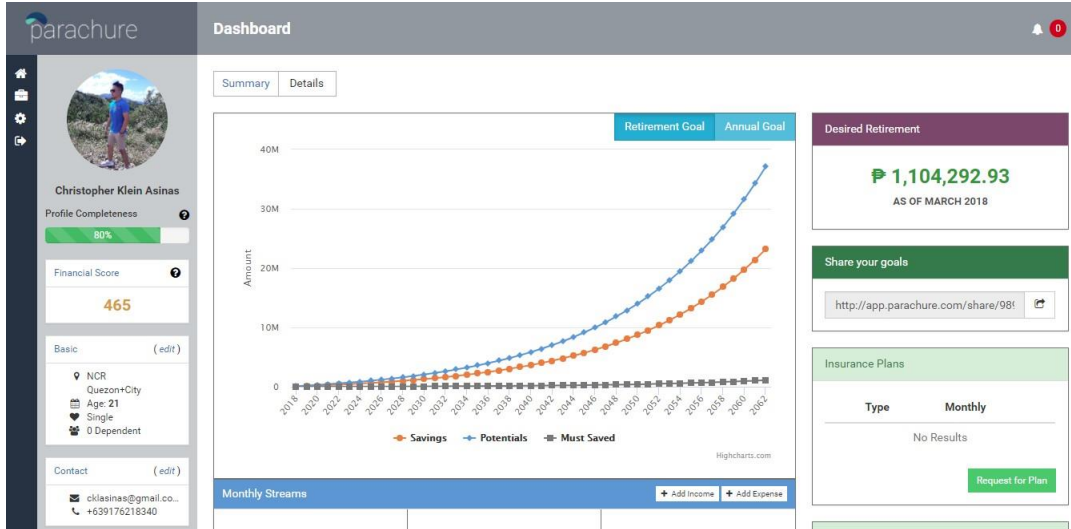 parachure
Dashboard
0
Summary
Details
Christopher Klein Asinas
Profile Completeness
80%
Financial Score
465
Basic
(edit)
NCR
Quezon+City
Age: 21
Single
0 Dependent
Contact
(edit)
cklasinas@gmail.co...
+639176218340
Retirement Goal
Annual Goal
Amount
40M
30M
20M
10M
0
2018
2020
2022
2024
2026
2028
2030
2032
2034
2036
2038
2040
2042
2044
2046
2048
2050
2052
2054
2056
2058
2060
2062
Savings
Potentials
Must Saved
Highcharts.com
Monthly Streams
+ Add Income
+ Add Expense
Desired Retirement
₱ 1,104,292.93
AS OF MARCH 2018
Share your goals
http://app.parachure.com/share/989
Insurance Plans
Type Monthly
No Results
Request for Plan